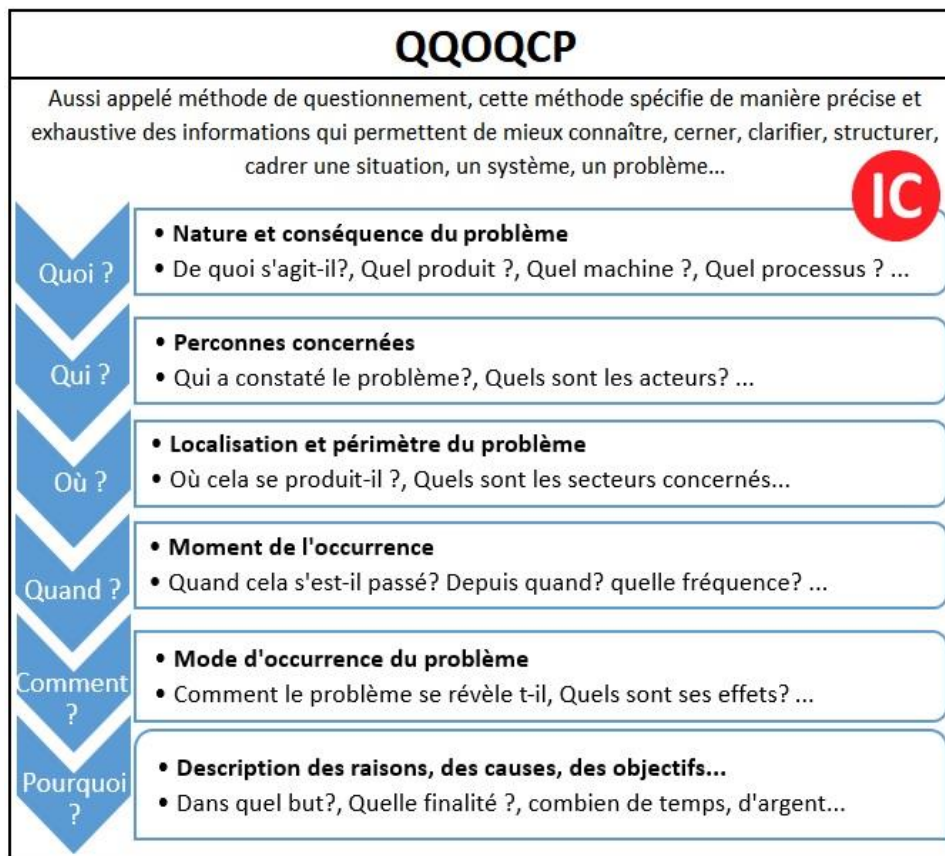 QQOQCP
Aussi appelé méthode de questionnement, cette méthode spécifie de manière précise et
exhaustive des informations qui permettent de mieux connaître, cerner, clarifier, structurer,
cadrer une situation, un système, un problème...
IC
Quoi ?
• Nature et conséquence du problème
• De quoi s'agit-il?, Quel produit ?, Quel machine ?, Quel processus ? ...
Qui ?
• Perconnes concernées
• Qui a constaté le problème?, Quels sont les acteurs? ...
Où ?
• Localisation et périmètre du problème
• Où cela se produit-il ?, Quels sont les secteurs concernés...
Quand ?
• Moment de l'occurrence
• Quand cela s'est-il passé? Depuis quand? quelle fréquence? ...
Comment
?
• Mode d'occurrence du problème
• Comment le problème se révèle t-il, Quels sont ses effets? ...
Pourquoi
?
• Description des raisons, des causes, des objectifs...
• Dans quel but?, Quelle finalité ?, combien de temps, d'argent...